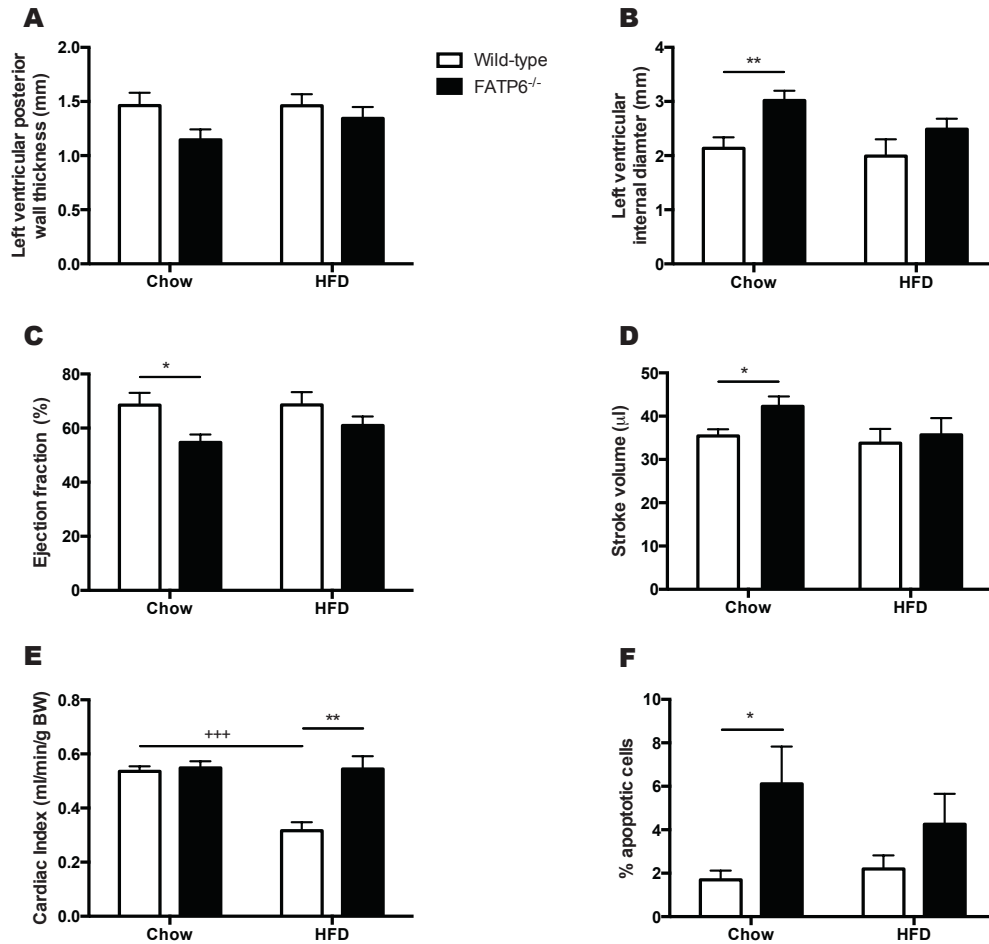 A
Left ventricular posterior
wall thickness (mm)
2.0
1.5
1.0
0.5
0.0
Chow
HFD
Wild-type
FATP6-/-
B
Left ventricular
internal diamter (mm)
4
3
2
1
0
**
Chow
HFD
C
Ejection fraction (%)
80
60
40
20
0
*
Chow
HFD
D
Stroke volume (µl)
50
40
30
20
10
0
*
Chow
HFD
E
Cardiac Index (ml/min/g BW)
0.8
0.6
0.4
0.2
0.0
+++
**
Chow
HFD
F
% apoptotic cells
10
8
6
4
2
0
*
Chow
HFD